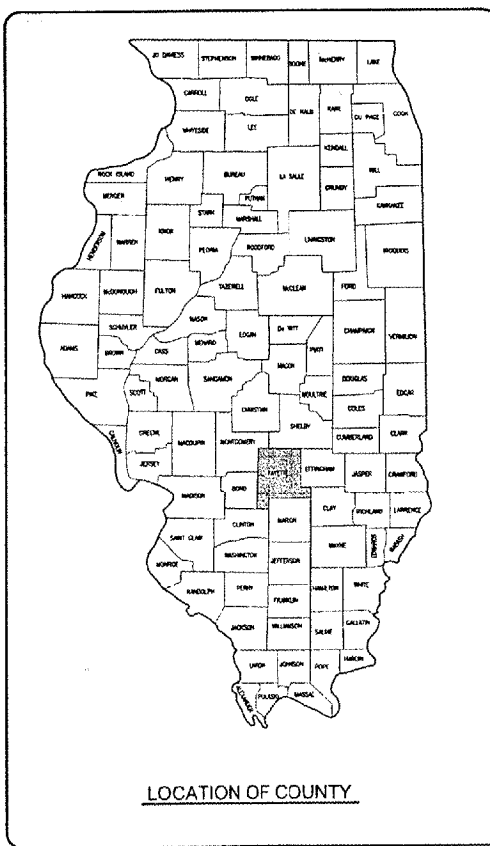 JO DAVIESS STEPHENSON WINNEBAGO BOONE McHENRY LAKE
CARROLL OGLE DE KALB KANE COOK
DU PAGE
WHITESIDE LEE
KENDALL
ROCK ISLAND HENRY BUREAU LA SALLE GRUNDY WILL
MERCER PUTNAM KANKAKEE
STARK MARSHALL
HENDERSON WARREN KNOX PEORIA WOODFORD LIVINGSTON IROQUOIS
HANCOCK McDONOUGH FULTON TAZEWELL McCLEAN FORD
MASON
SCHUYLER LOGAN DE WITT CHAMPAIGN VERMILION
ADAMS BROWN CASS MENARD PIATT
MACON
PIKE SCOTT MORGAN SANGAMON MOULTRIE DOUGLAS EDGAR
CHRISTIAN COLES
SHELBY
CALHOUN GREENE MACOUPIN MONTGOMERY CUMBERLAND CLARK
JERSEY FAYETTE EFFINGHAM JASPER CRAWFORD
MADISON BOND CLAY RICHLAND LAWRENCE
MARION
CLINTON
SAINT CLAIR WAYNE EDWARDS WABASH
WASHINGTON JEFFERSON
MONROE
RANDOLPH PERRY HAMILTON WHITE
FRANKLIN
JACKSON WILLIAMSON SALINE GALLATIN
UNION JOHNSON POPE HARDIN
ALEXANDER PULASKI MASSAC
LOCATION OF COUNTY